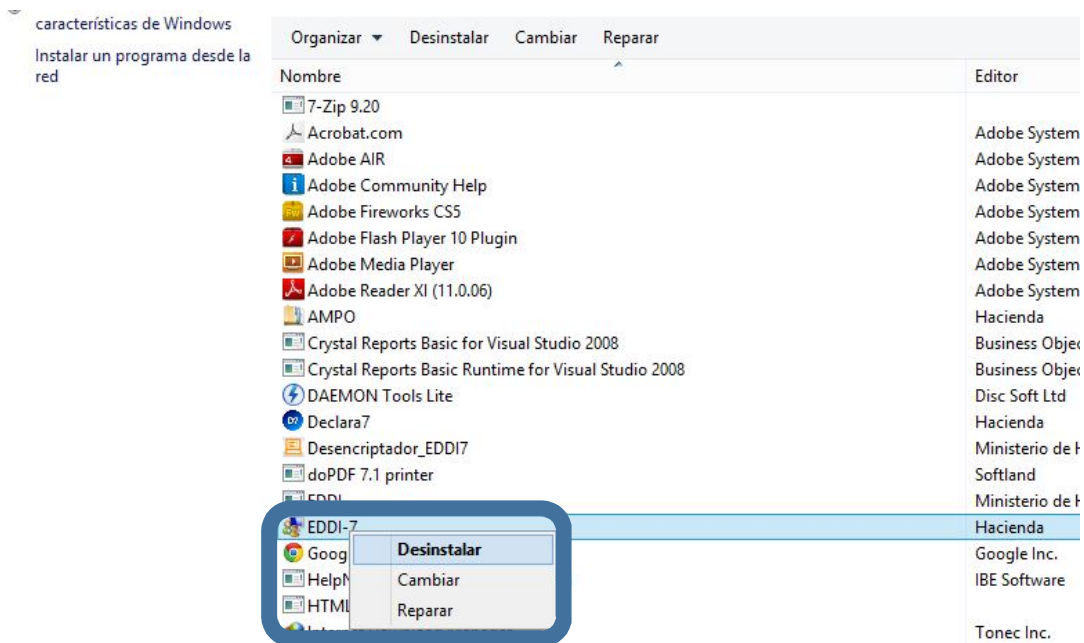 características de Windows
Instalar un programa desde la
red
Organizar Desinstalar Cambiar Reparar
Nombre Editor
7-Zip 9.20
Acrobat.com Adobe System
Adobe AIR Adobe System
Adobe Community Help Adobe System
Adobe Fireworks CS5 Adobe System
Adobe Flash Player 10 Plugin Adobe System
Adobe Media Player Adobe System
Adobe Reader XI (11.0.06) Adobe System
AMPO Hacienda
Crystal Reports Basic for Visual Studio 2008 Business Objec
Crystal Reports Basic Runtime for Visual Studio 2008 Business Objec
DAEMON Tools Lite Disc Soft Ltd
Declara7 Hacienda
Desencriptador_EDDI7 Ministerio de H
doPDF 7.1 printer Softland
EDDI Ministerio de H
EDDI-7 Hacienda
Goog Google Inc.
Desinstalar
HelpN IBE Software
Cambiar
HTML
Reparar
Tonec Inc.